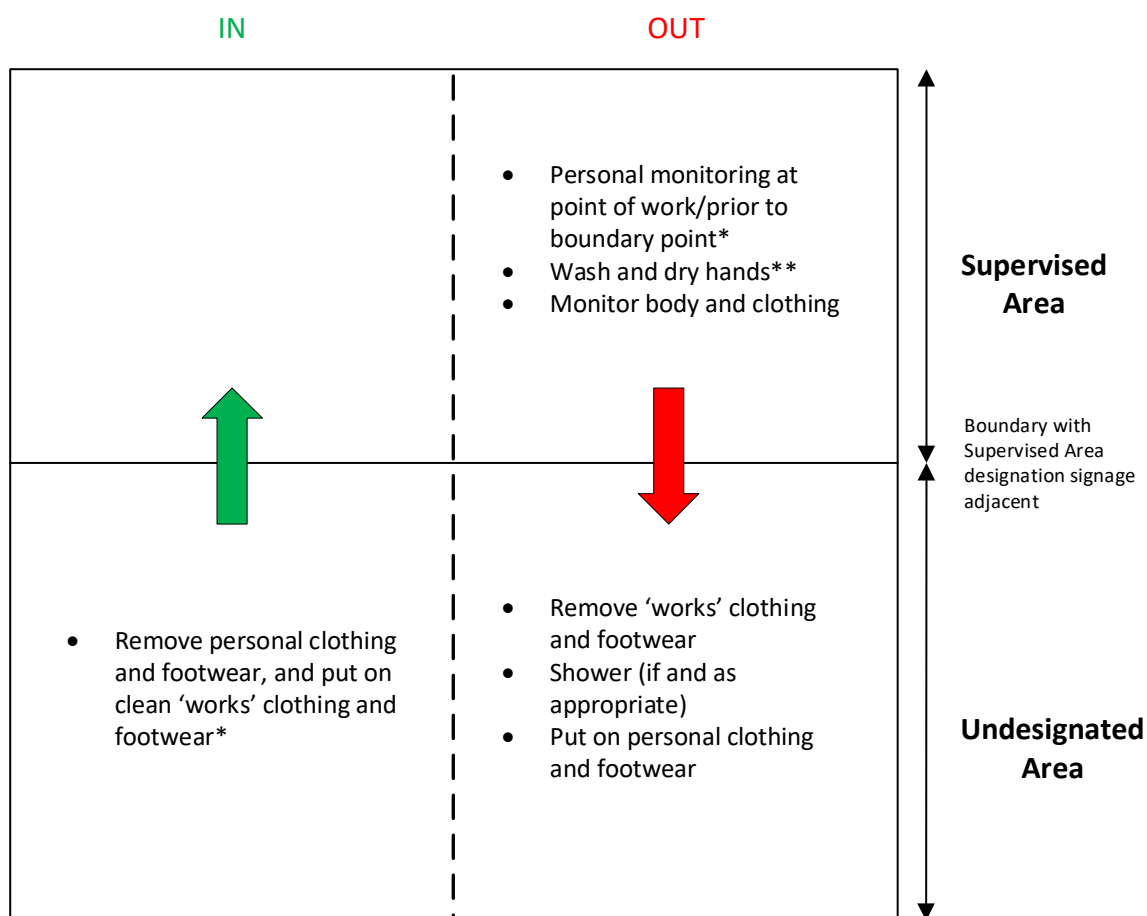 IN
OUT
• Personal monitoring at
point of work/prior to
boundary point*
• Wash and dry hands**
• Monitor body and clothing
Supervised
Area
Boundary with
Supervised Area
designation signage
adjacent
• Remove personal clothing
and footwear, and put on
clean ‘works’ clothing and
footwear*
• Remove ‘works’ clothing
and footwear
• Shower (if and as
appropriate)
• Put on personal clothing
and footwear
Undesignated
Area